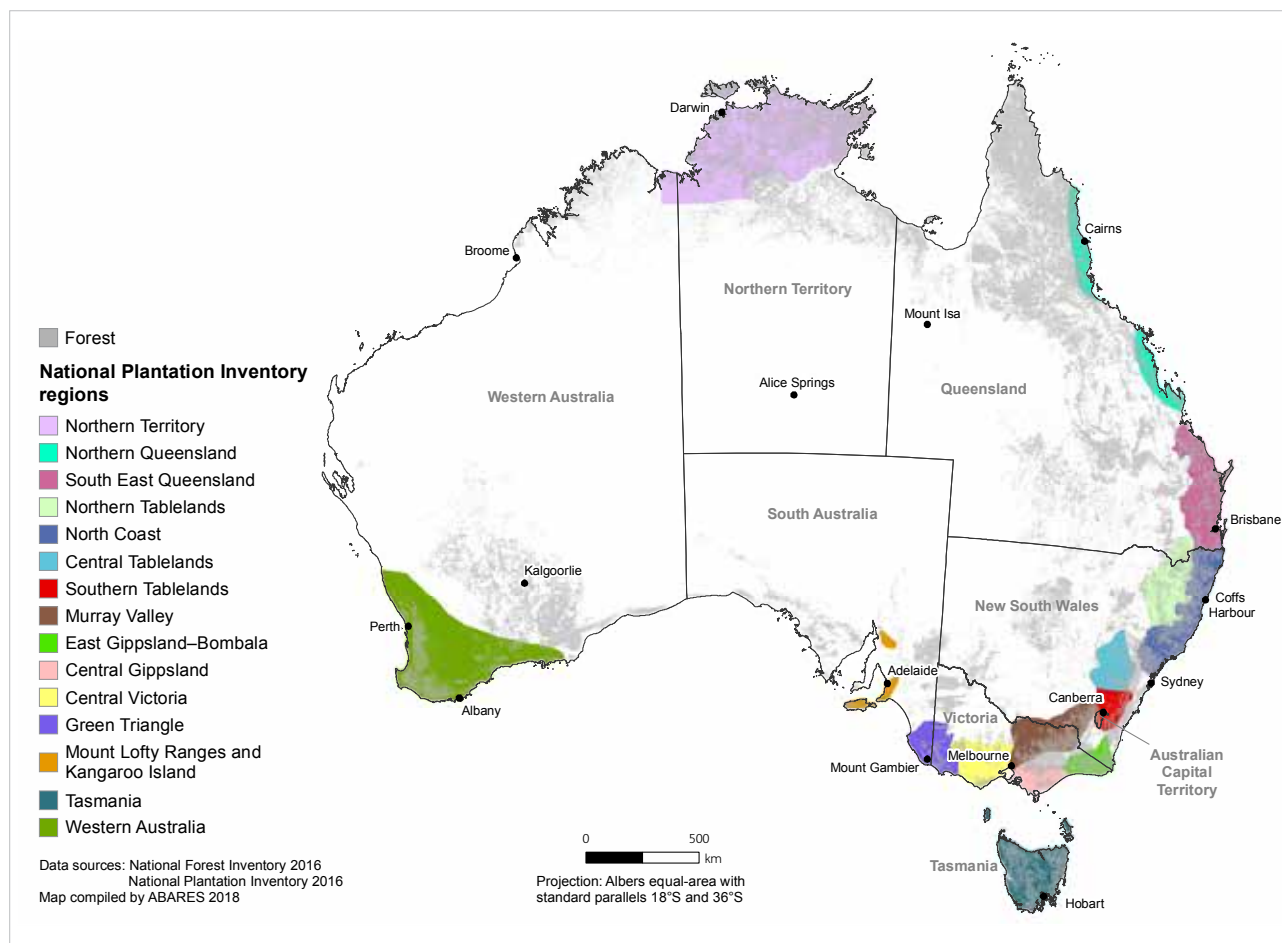 Darwin
Cairns
Broome
Northern Territory
Mount Isa
Alice Springs
Queensland
Western Australia
South Australia
Brisbane
Kalgoorlie
New South Wales
Coffs
Harbour
Perth
Adelaide
Sydney
Canberra
Albany
Victoria
Melbourne
Mount Gambier
Australian
Capital
Territory
Tasmania
Hobart
Forest
National Plantation Inventory
regions
Northern Territory
Northern Queensland
South East Queensland
Northern Tablelands
North Coast
Central Tablelands
Southern Tablelands
Murray Valley
East Gippsland–Bombala
Central Gippsland
Central Victoria
Green Triangle
Mount Lofty Ranges and
Kangaroo Island
Tasmania
Western Australia
Data sources: National Forest Inventory 2016
National Plantation Inventory 2016
Map compiled by ABARES 2018
0 500
km
Projection: Albers equal-area with
standard parallels 18°S and 36°S